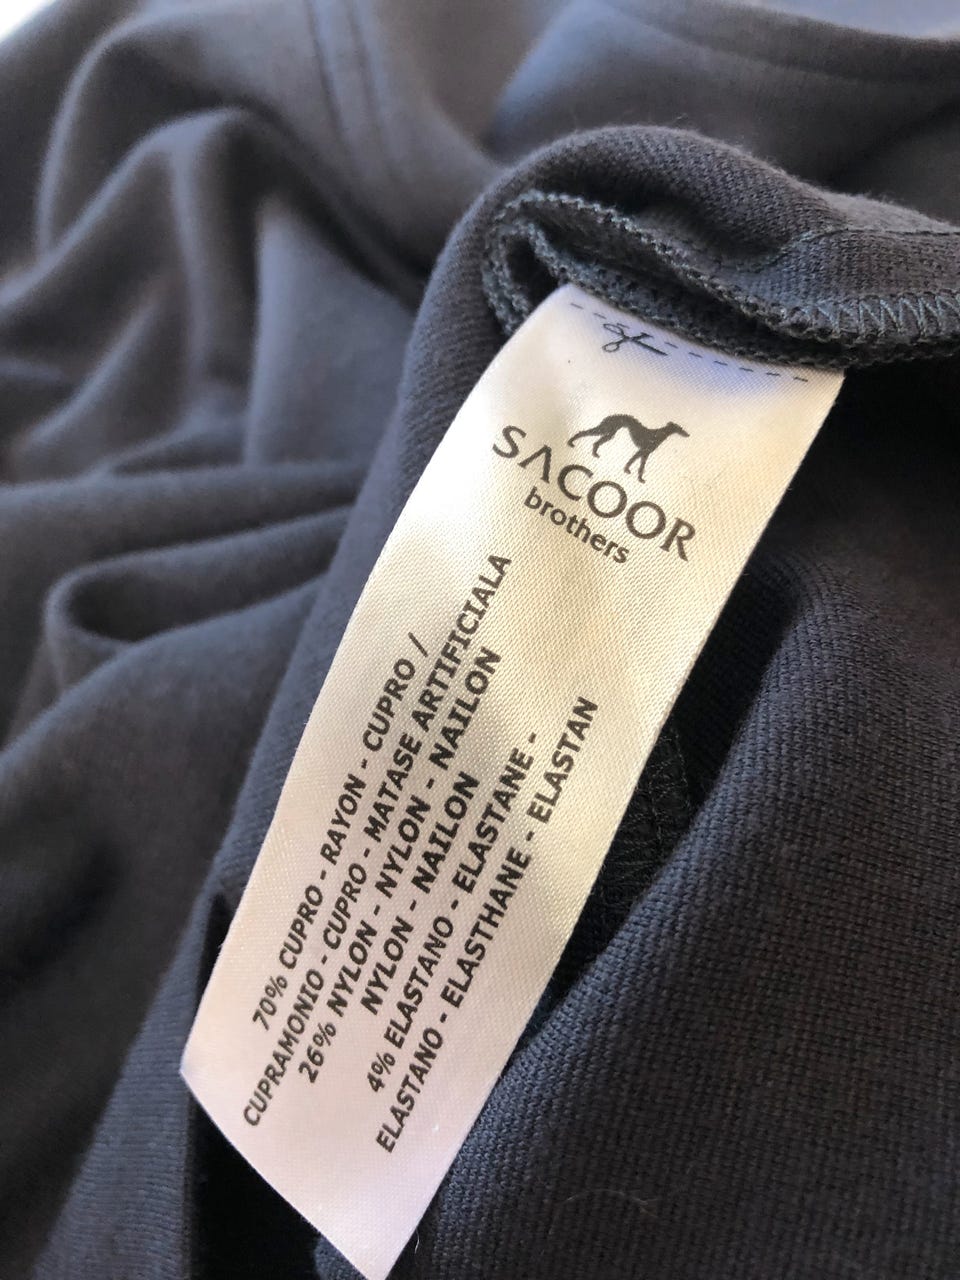 SACOOR
brothers
70% CUPRO - RAYON - CUPRO /
CUPRAMONIO - CUPRO - MATASE ARTIFICIALA
26% NYLON - NYLON - NAILON
NYLON - NAILON
4% ELASTANO - ELASTANE -
ELASTANO - ELASTHANE - ELASTAN